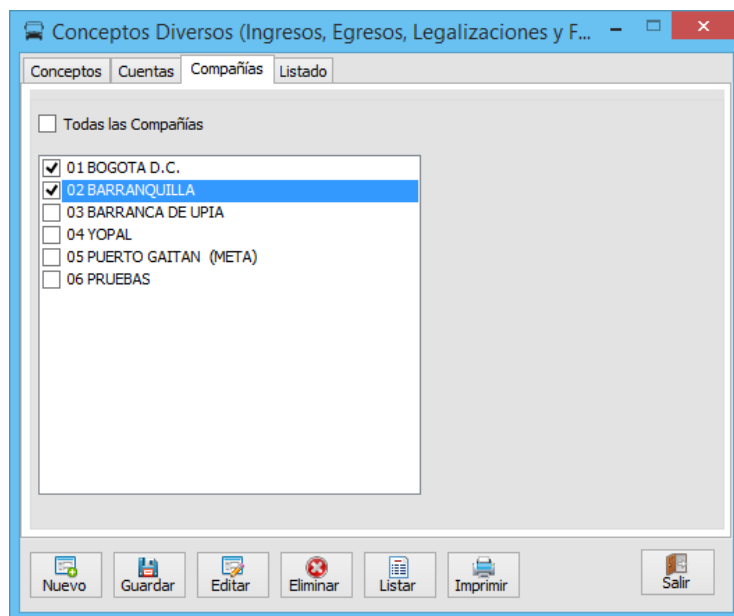 Conceptos Diversos (Ingresos, Egresos, Legalizaciones y F...
Conceptos Cuentas Compañías Listado
Todas las Compañías
01 BOGOTA D.C.
02 BARRANQUILLA
03 BARRANCA DE UPIA
04 YOPAL
05 PUERTO GAITAN (META)
06 PRUEBAS
Nuevo Guardar Editar Eliminar Listar Imprimir Salir